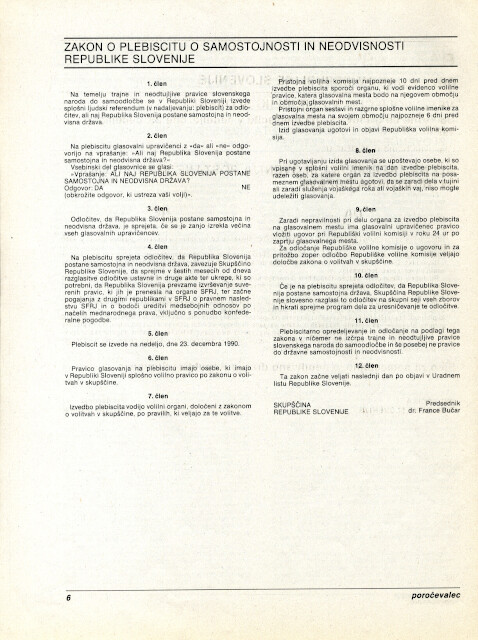 ZAKON O PLEBISCITU O SAMOSTOJNOSTI IN NEODVISNOSTI
REPUBLIKE SLOVENIJE
1. člen
Na temelju trajne in neodtujljive pravice slovenskega
naroda do samoodločbe se v Republiki Sloveniji izvede
splošni ljudski referendum (v nadaljevanju: plebiscit) za odlo-
čitev, ali naj Republika Slovenija postane samostojna in neod-
visna država.
2. člen
Na plebiscitu glasovalni upravičenci z »da« ali »ne« odgo-
vorijo na vprašanje: »Ali naj Republika Slovenija postane
samostojna in neodvisna država?«
Vsebinski del glasovnice se glasi:
»Vprašanje: ALI NAJ REPUBLIKA SLOVENIJA POSTANE
SAMOSTOJNA IN NEODVISNA DRŽAVA?
Odgovor: DA NE
(obkrožite odgovor, ki ustreza vaši volji)«.
3. člen
Odločitev, da Republika Slovenija postane samostojna in
neodvisna država, je sprejeta, če se je zanjo izrekla večina
vseh glasovalnih upravičencev.
4. člen
Na plebiscitu sprejeta odločitev, da Republika Slovenija
postane samostojna in neodvisna država, zavezuje Skupščino
Republike Slovenije, da sprejme v šestih mesecih od dneva
razglasitve odločitve ustavne in druge akte ter ukrepe, ki so
potrebni, da Republika Slovenija prevzame izvrševanje suve-
renih pravic, ki jih je prenesla na organe SFRJ, ter začne
pogajanja z drugimi republikami v SFRJ o pravnem nasled-
stvu SFRJ in o bodoči ureditvi medsebojnih odnosov po
načelih mednarodnega prava, vključno s ponudbo konfede-
ralne pogodbe.
5. člen
Plebiscit se izvede na nedeljo, dne 23. decembra 1990.
6. člen
Pravico glasovanja na plebiscitu imajo osebe, ki imajo
v Republiki Sloveniji splošno volilno pravico po zakonu o voli-
tvah v skupščine.
7. člen
Izvedbo plebiscita vodijo volilni organi, določeni z zakonom
o volitvah v skupščine, po pravilih, ki veljajo za te volitve.
Pristojna volilna komisija najpozneje 10 dni pred dnem
izvedbe plebiscita sporoči organu, ki vodi evidenco volilne
pravice, katera glasovalna mesta bodo na njegovem območju
in območja glasovalnih mest.
Pristojni organ sestavi in razgrne splošne volilne imenike za
glasovalna mesta na svojem območju najpozneje 6 dni pred
dnem izvedbe plebiscita.
Izid glasovanja ugotovi in objavi Republiška volilna komi-
sija.
8. člen
Pri ugotavljanju izida glasovanja se upoštevajo osebe, ki so
vpisane v splošni volilni imenik na dan izvedbe plebiscita,
razen oseb, za katere organ za izvedbo plebiscita na posa-
meznem glasovalnem mestu ugotovi, da se zaradi dela v tujini
ali zaradi služenja vojaškega roka ali vojaških vaj, niso mogle
udeležiti glasovanja.
9. člen
Zaradi nepravilnosti pri delu organa za izvedbo plebiscita
na glasovalnem mestu ima glasovalni upravičenec pravico
vložiti ugovor pri Republiški volilni komisiji v roku 24 ur po
zaprtju glasovalnega mesta.
Za odločanje Republiške volilne komisije o ugovoru in za
pritožbo zoper odločbo Republiške volilne komisije veljajo
določbe zakona o volitvah v skupščine.
10. člen
Če je na plebiscitu sprejeta odločitev, da Republika Slove-
nija postane samostojna država, Skupščina Republike Slove-
nije slovesno razglasi to odločitev na skupni seji vseh zborov
in hkrati sprejme program dela za uresničevanje te odločitve.
11. člen
Plebiscitarno opredeljevanje in odločanje na podlagi tega
zakona v ničemer ne izčrpa trajne in neodtujljive pravice
slovenskega naroda do samoodločbe in še posebej ne pravice
do državne samostojnosti in neodvisnosti.
12. člen
Ta zakon začne veljati naslednji dan po objavi v Uradnem
listu Republike Slovenije.
SKUPŠČINA Predsednik
REPUBLIKE SLOVENIJE dr. France Bučar
6 poročevalec